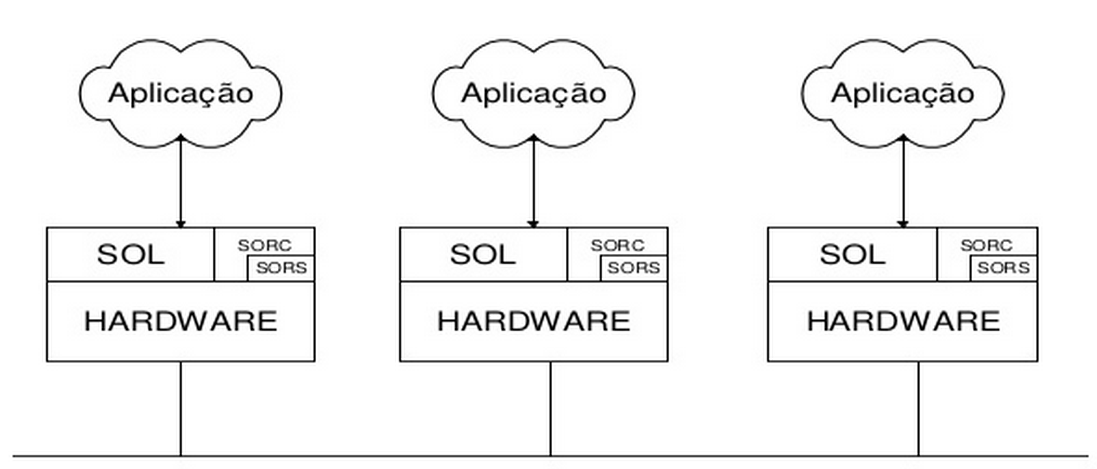 Aplicação Aplicação Aplicação
SOL SORC SOL SORC SOL SORC
SORS SORS SORS
HARDWARE HARDWARE HARDWARE